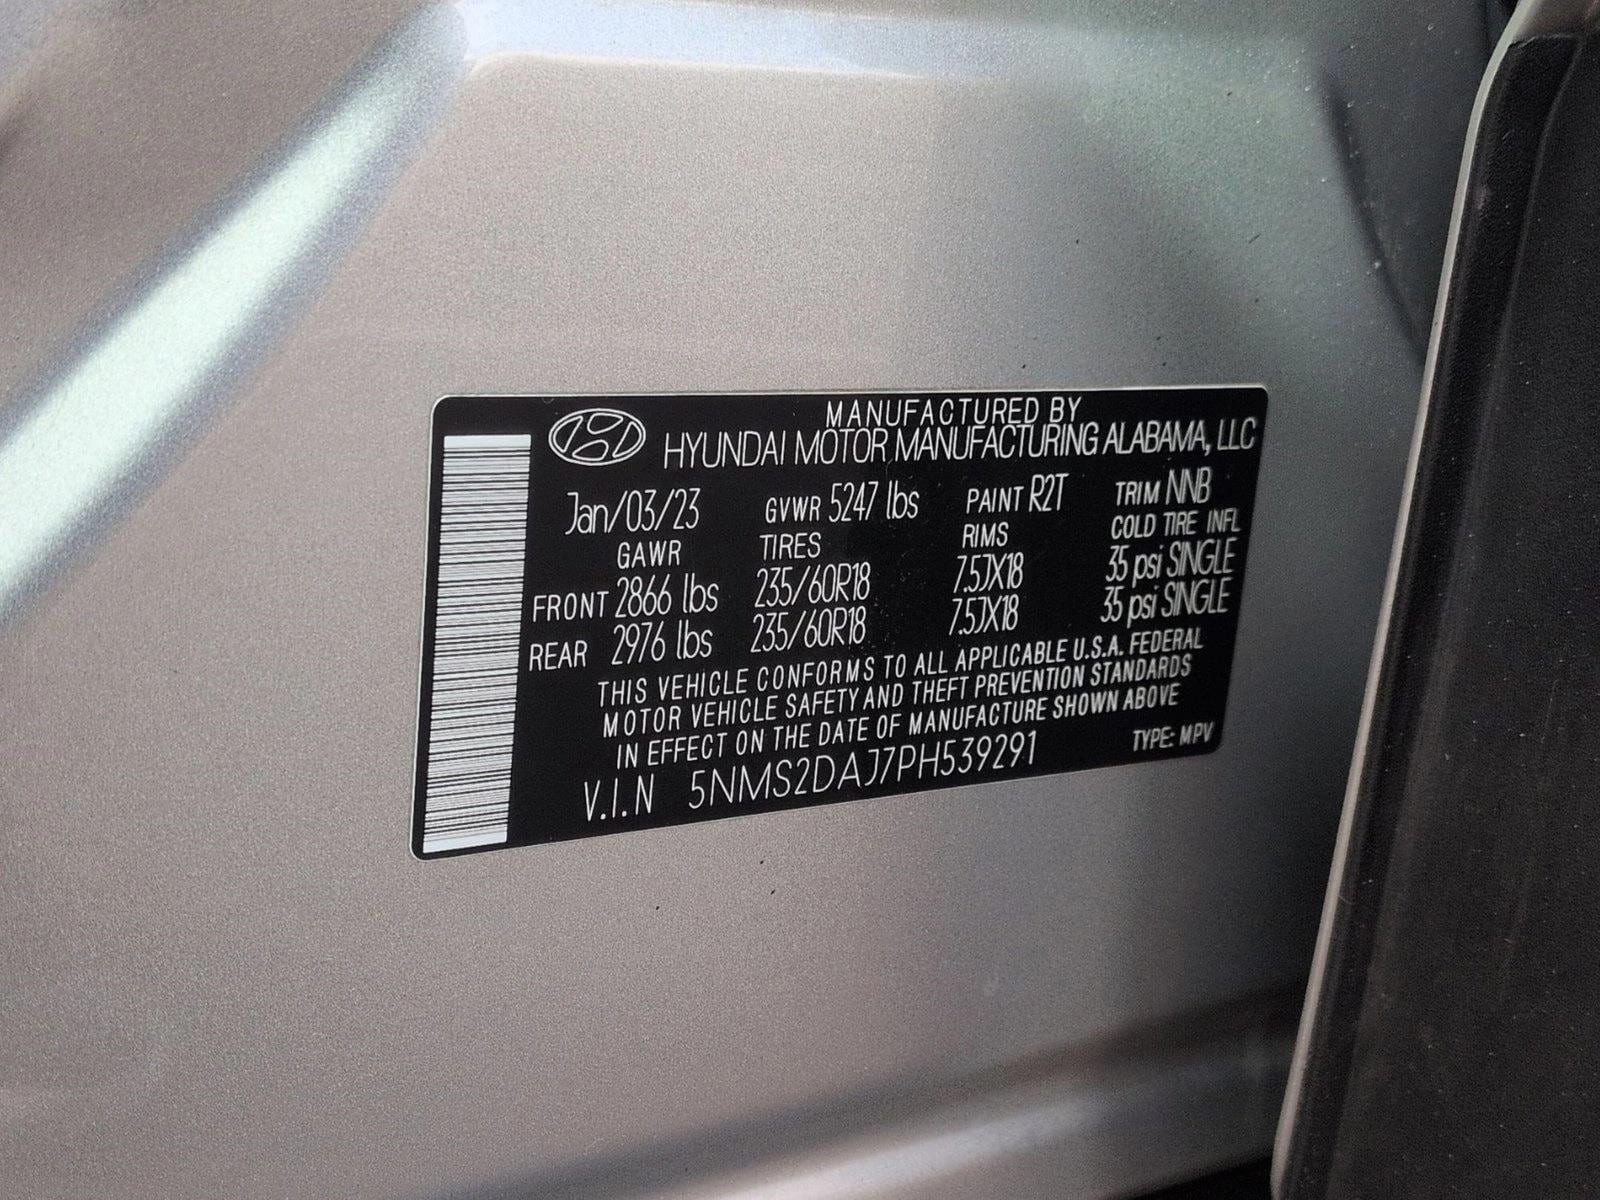 MANUFACTURED BY
HYUNDAI MOTOR MANUFACTURING ALABAMA, LLC
Jan/03/23 GVWR 5247 lbs PAINT R2T TRIM NNB
GAWR TIRES RIMS COLD TIRE INFL
FRONT 2866 lbs 235/60R18 7.5JX18 35 psi SINGLE
REAR 2976 lbs 235/60R18 7.5JX18 35 psi SINGLE
THIS VEHICLE CONFORMS TO ALL APPLICABLE U.S.A. FEDERAL
MOTOR VEHICLE SAFETY AND THEFT PREVENTION STANDARDS
IN EFFECT ON THE DATE OF MANUFACTURE SHOWN ABOVE
V.I.N 5NMS2DAJ7PH539291 TYPE: MPV